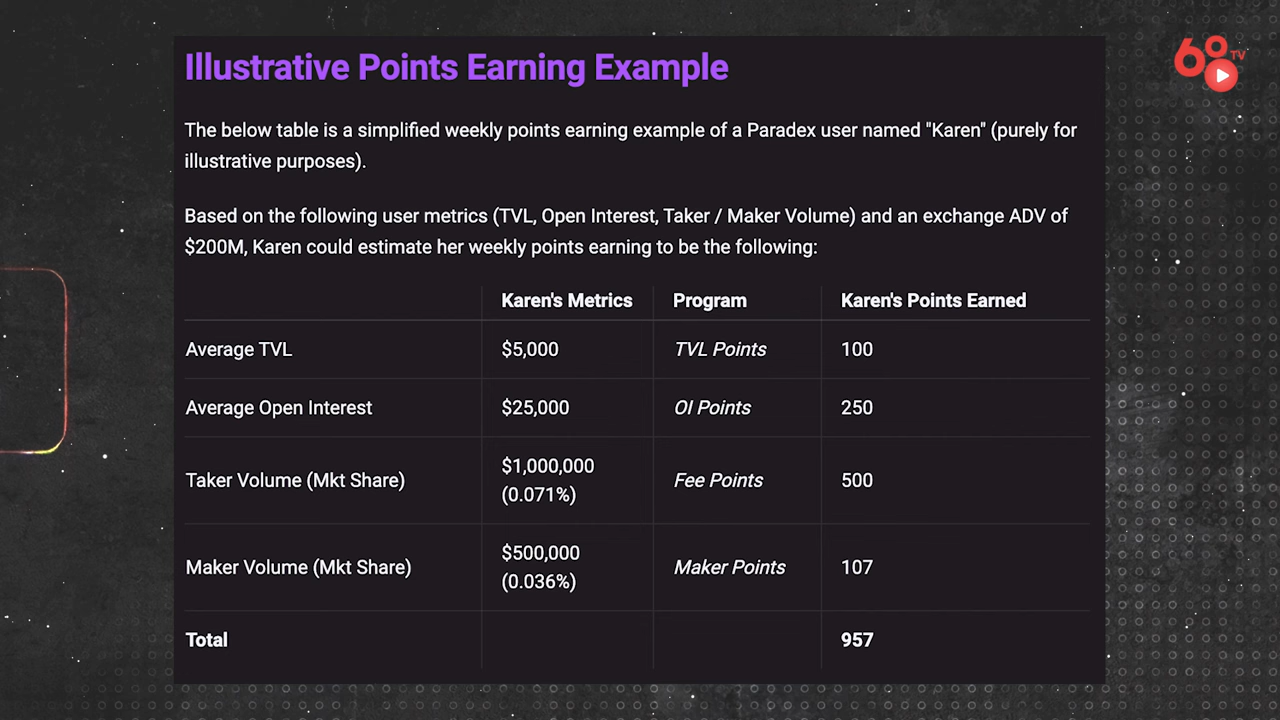 Illustrative Points Earning Example
60 TV
The below table is a simplified weekly points earning example of a Paradex user named "Karen" (purely for
illustrative purposes).
Based on the following user metrics (TVL, Open Interest, Taker / Maker Volume) and an exchange ADV of
$200M, Karen could estimate her weekly points earning to be the following:
Karen's Metrics Program Karen's Points Earned
Average TVL $5,000 TVL Points 100
Average Open Interest $25,000 OI Points 250
Taker Volume (Mkt Share) $1,000,000 (0.071%) Fee Points 500
Maker Volume (Mkt Share) $500,000 (0.036%) Maker Points 107
Total 957